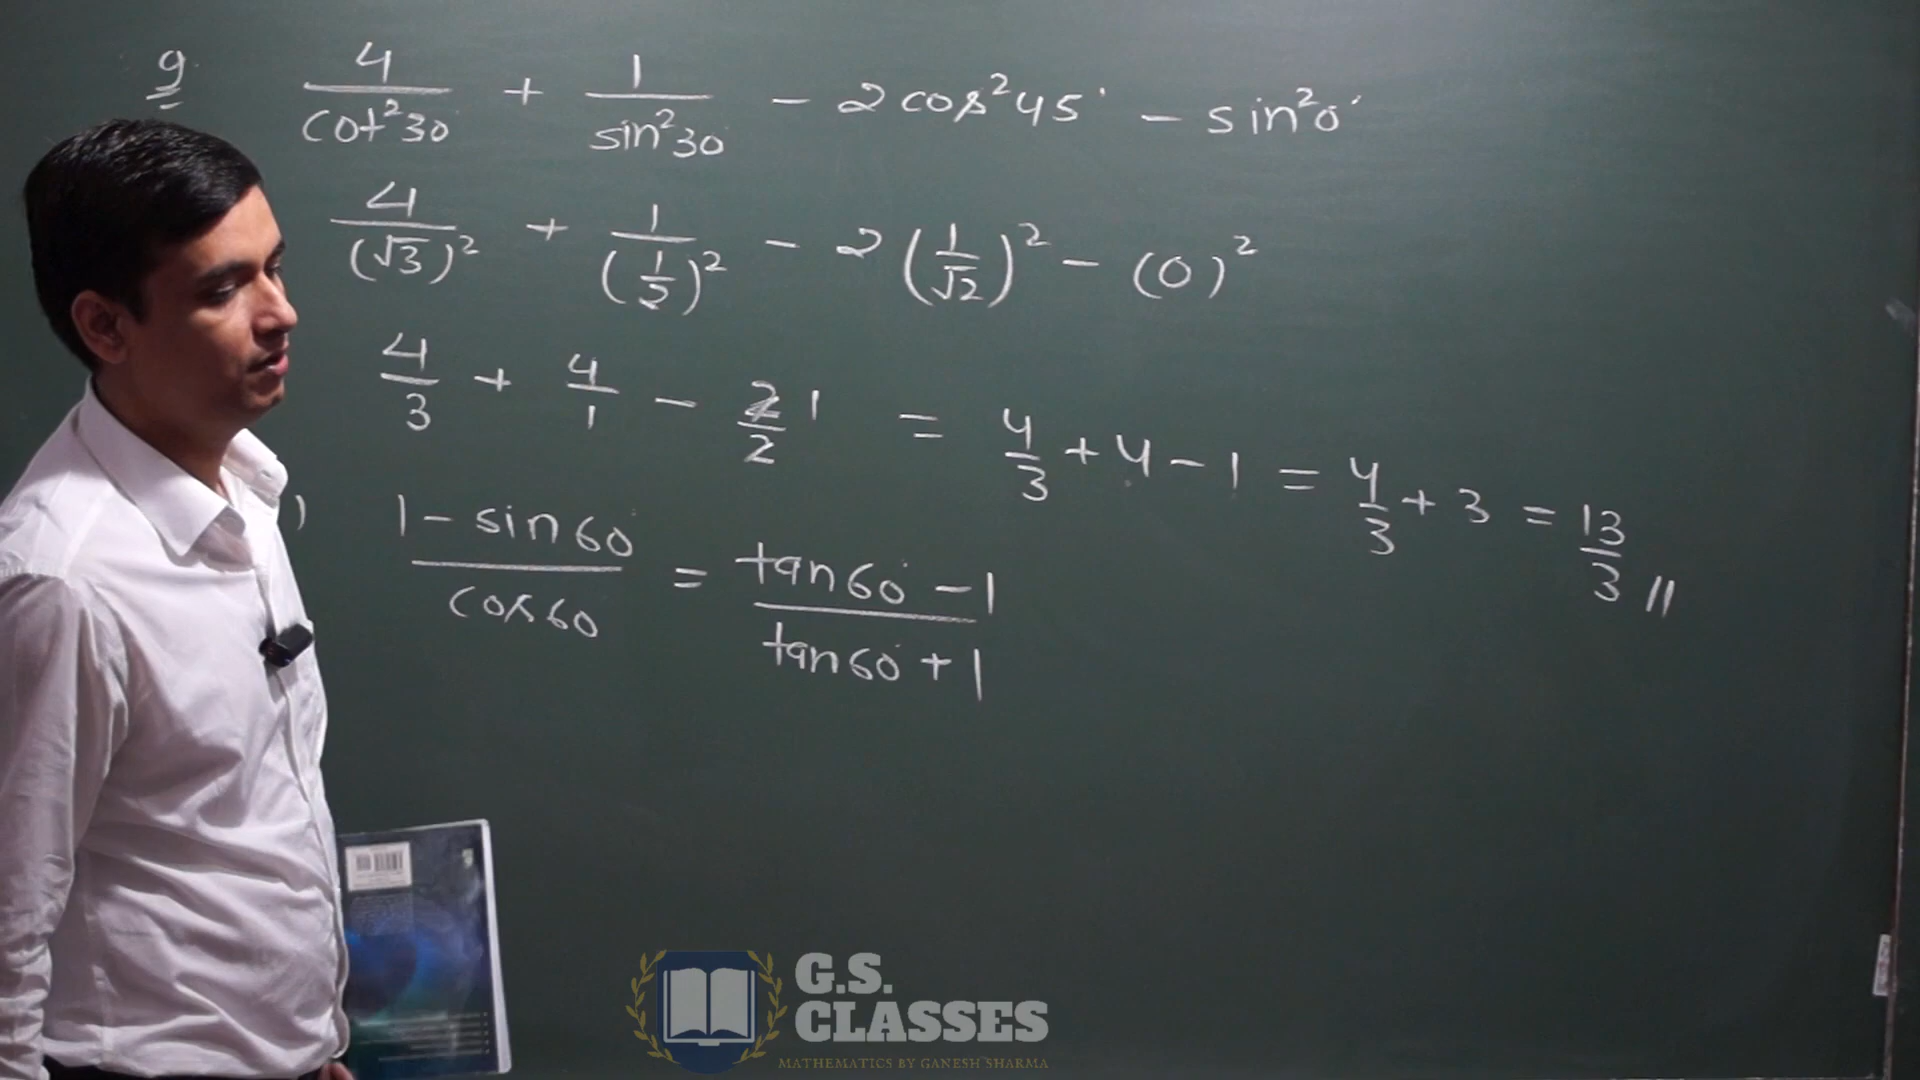 9 4/cot²30 + 1/sin²30 - 2cos²45° - sin²0°
4/(√3)² + 1/(1/2)² - 2(1/√2)² - (0)²
4/3 + 4/1 - 2/2 1 = 4/3 + 4 - 1 = 4/3 + 3 = 13/3 //
) (1 - sin60)/cos60 = (tan60° - 1)/(tan60° + 1)
G.S.
CLASSES
MATHEMATICS BY GANESH SHARMA